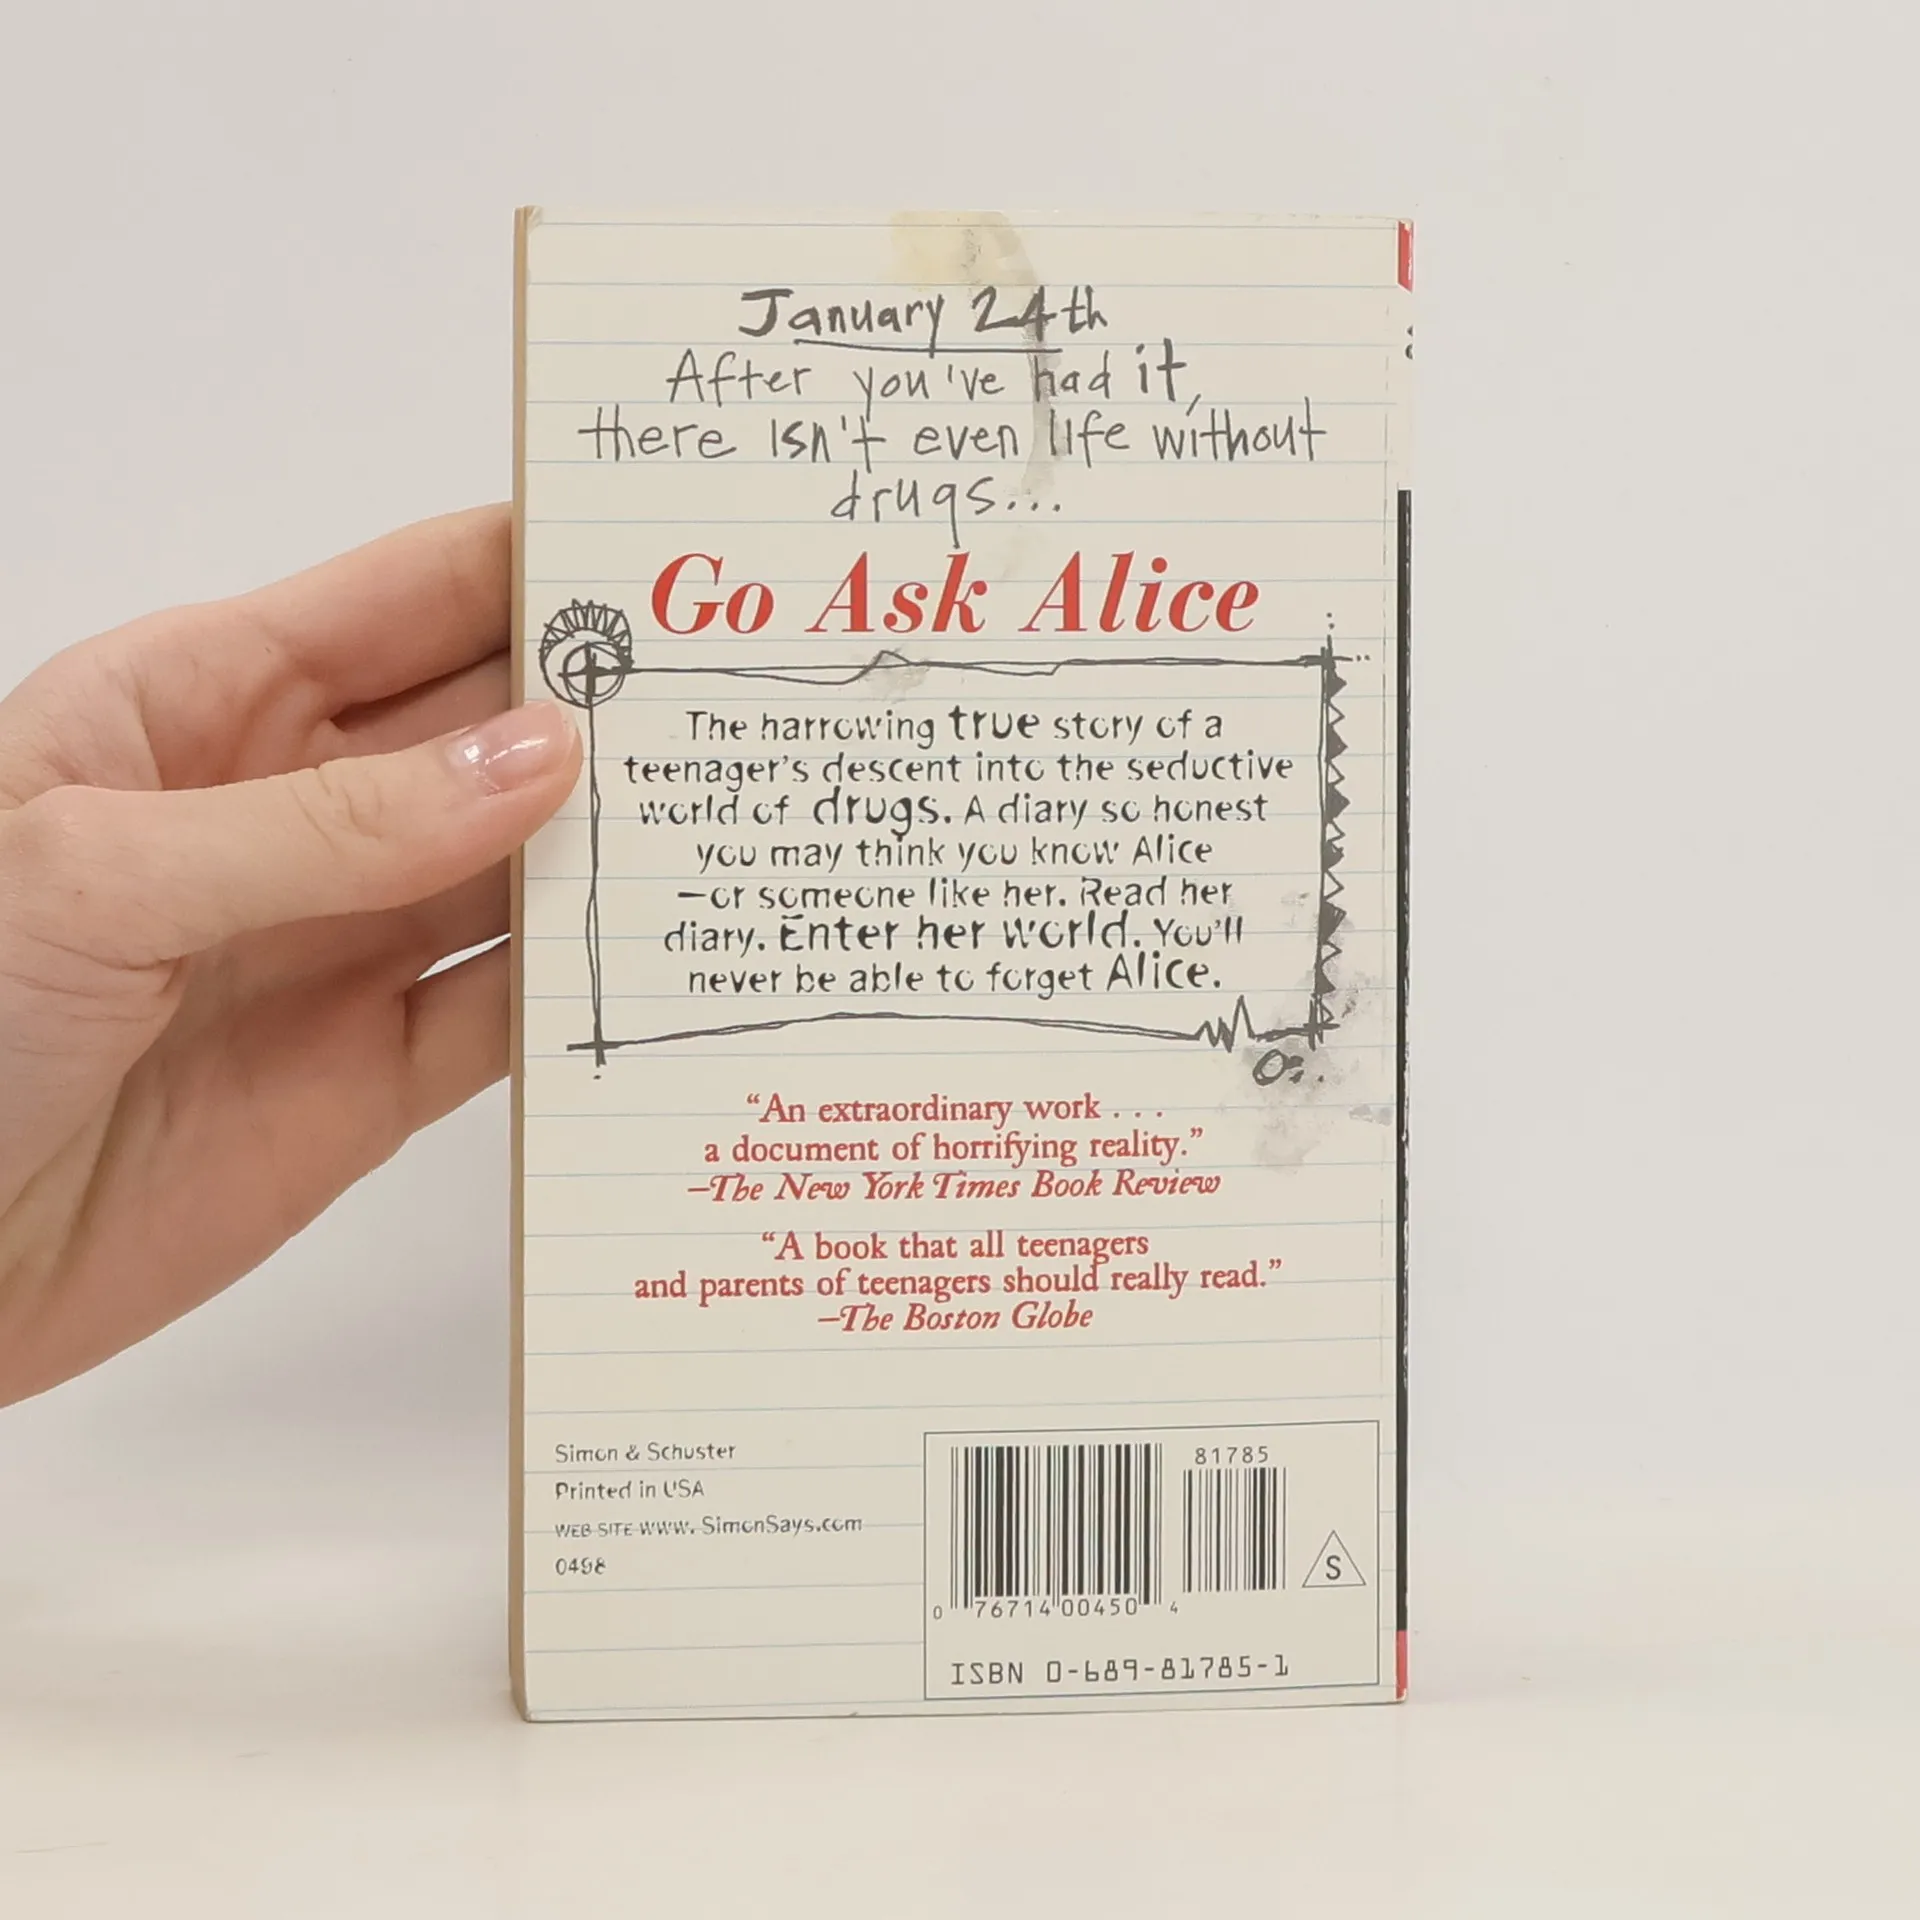 January 24th
After you've had it,
there isn't even life without
drugs...
Go Ask Alice
The harrowing true story of a
teenager's descent into the seductive
world of drugs. A diary so honest
you may think you know Alice
—or someone like her. Read her
diary. Enter her world. You'll
never be able to forget Alice.
“An extraordinary work . . .
a document of horrifying reality.”
—The New York Times Book Review
“A book that all teenagers
and parents of teenagers should really read.”
—The Boston Globe
Simon & Schuster
Printed in USA
WEB SITE WWW. SimonSays.com
0498
81785
0 76714 00450 4
S
ISBN 0-689-81785-1